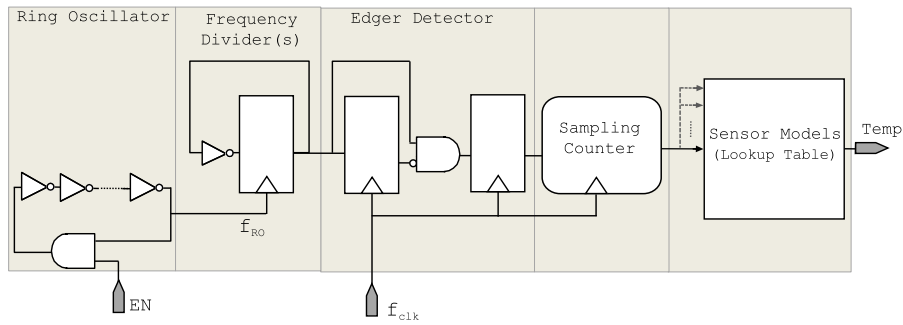 Ring Oscillator
Frequency
Divider(s)
Edger Detector
Sampling
Counter
Sensor Models
(Lookup Table)
Temp
fRO
EN
fclk